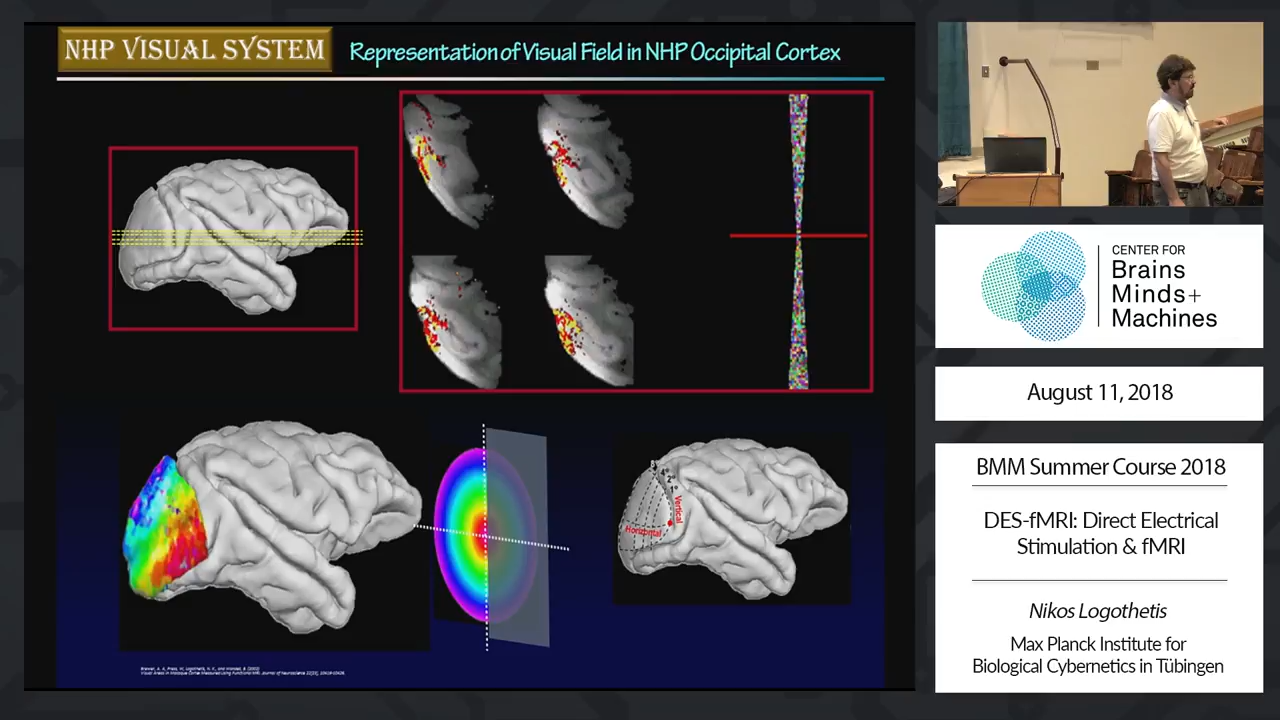 NHP VISUAL SYSTEM
Representation of Visual Field in NHP Occipital Cortex
Horizontal
Vertical
CENTER FOR
Brains
Minds+
Machines
August 11, 2018
BMM Summer Course 2018
DES-fMRI: Direct Electrical
Stimulation & fMRI
Nikos Logothetis
Max Planck Institute for
Biological Cybernetics in Tübingen